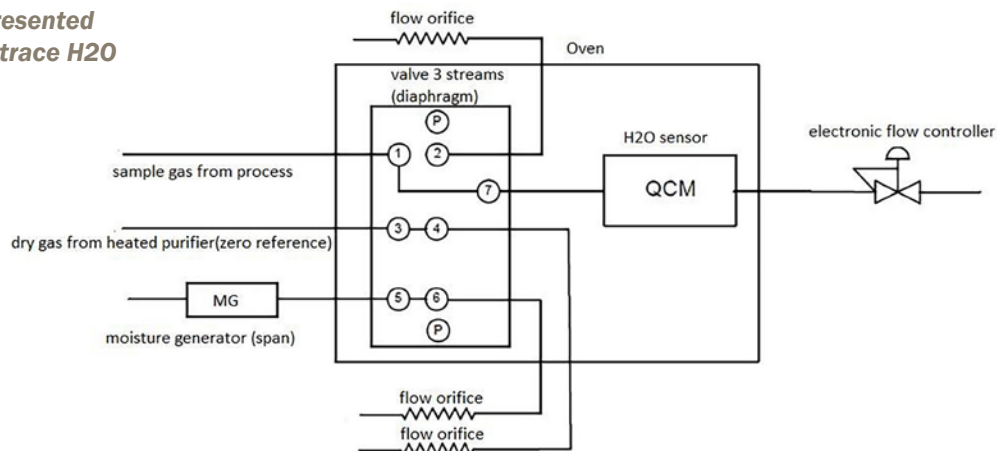 resented
trace H2O
flow orifice
Oven
valve 3 streams
(diaphragm)
P
1
2
H2O sensor
electronic flow controller
sample gas from process
7
QCM
3
4
dry gas from heated purifier(zero reference)
MG
5
6
moisture generator (span)
P
flow orifice
flow orifice